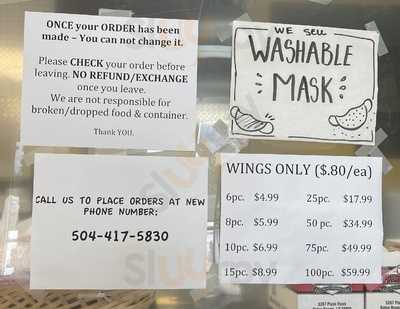 ONCE your ORDER has been
made – You can not change it.
Please CHECK your order before
leaving. NO REFUND/EXCHANGE
once you leave.
We are not responsible for
broken/dropped food & container.
Thank YOU.
WE SELL
WASHABLE
MASK
CALL US TO PLACE ORDERS AT NEW
PHONE NUMBER:
504-417-5830
WINGS ONLY ($.80/ea)
6pc. $4.99 25pc. $17.99
8pc. $5.99 50 pc. $34.99
10pc. $6.99 75pc. $49.99
15pc. $8.99 100pc. $59.99